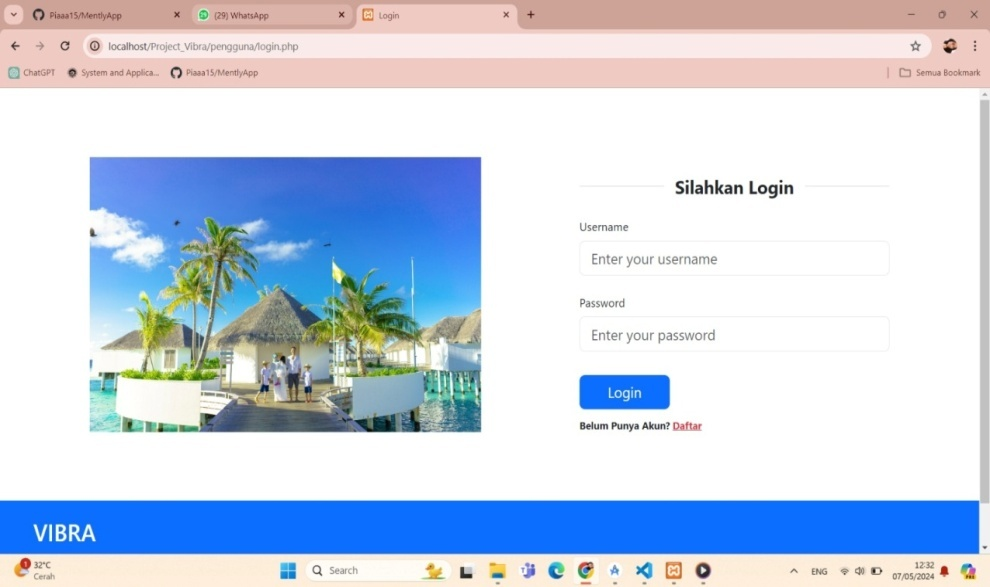 Piaaa15/MentlyApp
(29) WhatsApp
Login
localhost/Project_Vibra/pengguna/login.php
ChatGPT
System and Applica...
Piaaa15/MentlyApp
Semua Bookmark
Silahkan Login
Username
Enter your username
Password
Enter your password
Login
Belum Punya Akun? Daftar
VIBRA
1
32°C
Cerah
Search
ENG
12:32
07/05/2024